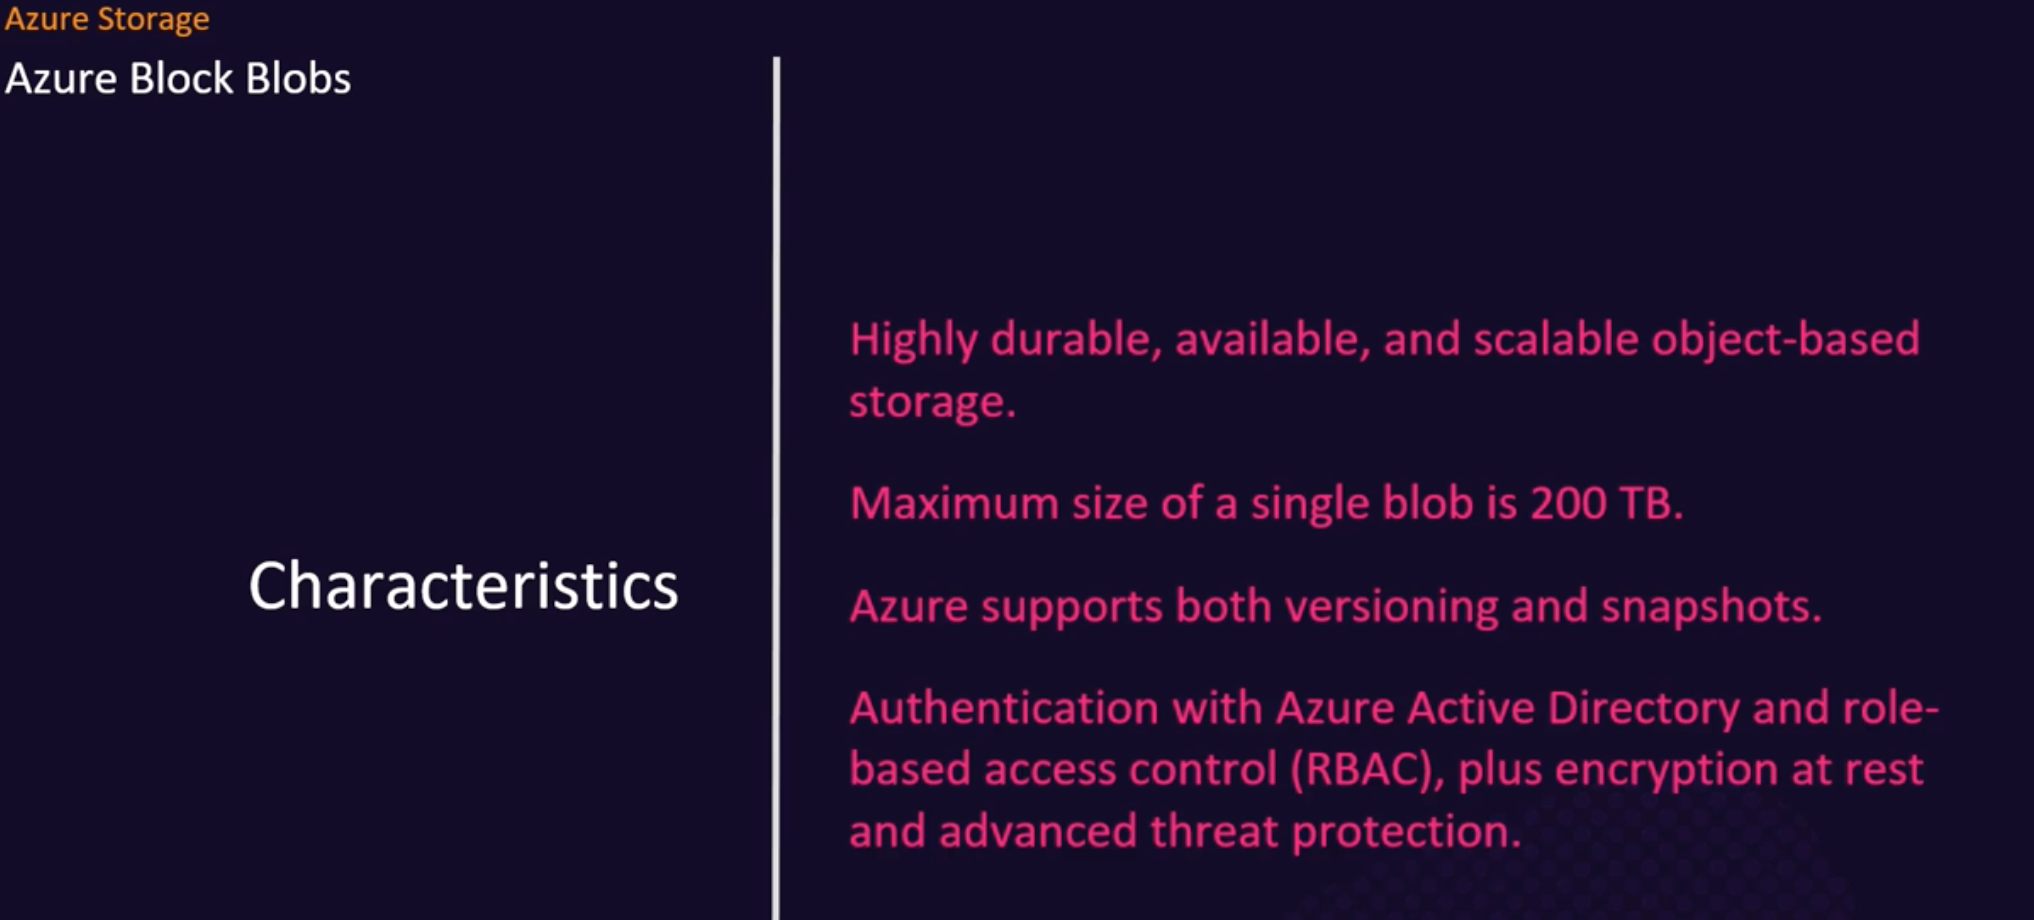 Azure Storage
Azure Block Blobs
Characteristics
Highly durable, available, and scalable object-based
storage.
Maximum size of a single blob is 200 TB.
Azure supports both versioning and snapshots.
Authentication with Azure Active Directory and role-
based access control (RBAC), plus encryption at rest
and advanced threat protection.